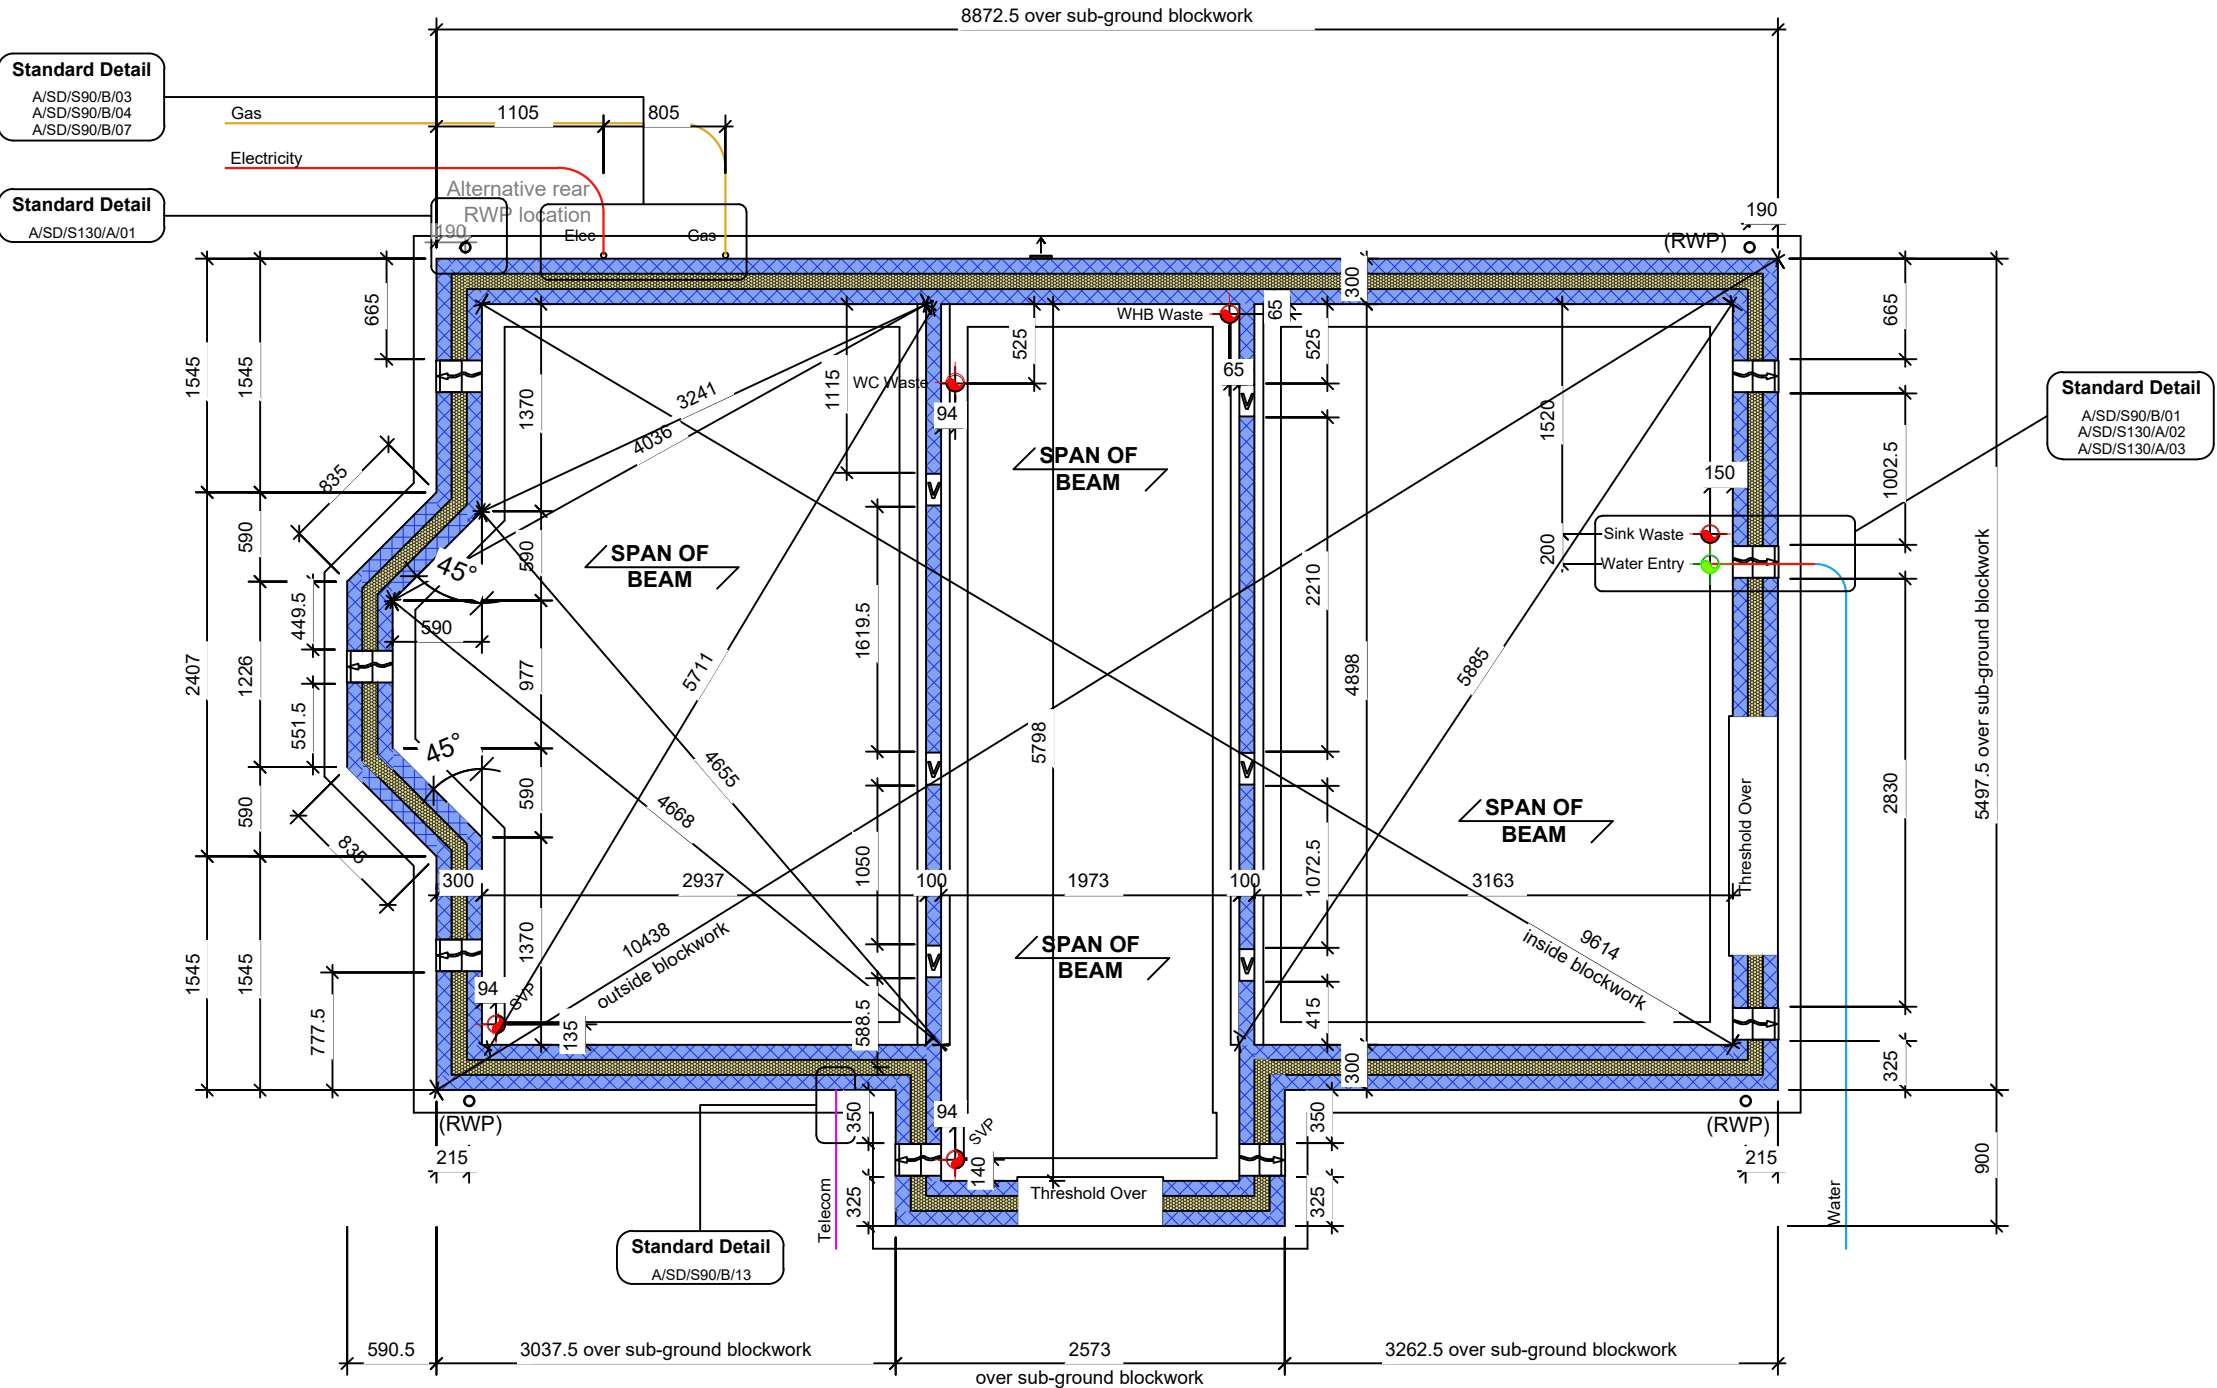 8872.5 over sub-ground blockwork
Standard Detail
A/SD/S90/B/03
A/SD/S90/B/04
A/SD/S90/B/07
Gas
1105
805
Electricity
Standard Detail
A/SD/S130/A/01
Alternative rear
RWP location
190
Elec
Gas
190
(RWP)
665
1545
1545
300
65
WHB Waste
525
525
65
WC Waste
94
1115
1370
3241
4036
665
Standard Detail
A/SD/S90/B/01
A/SD/S130/A/02
A/SD/S130/A/03
1520
1002.5
150
835
SPAN OF
BEAM
V
V
590
45°
590
SPAN OF
BEAM
200
Sink Waste
Water Entry
2210
449.5
590
1619.5
2407
1226
977
5711
4898
5885
5497.5 over sub-ground blockwork
551.5
45°
5798
4655
V
V
590
590
4668
835
SPAN OF
BEAM
2830
Threshold Over
1050
1072.5
300
2937
100
1973
100
3163
1545
1545
1370
10438
outside blockwork
SPAN OF
BEAM
9614
inside blockwork
V
V
777.5
94
SVP
135
588.5
415
300
325
(RWP)
215
350
94
SVP
140
350
(RWP)
215
900
Telecom
325
Threshold Over
325
Water
Standard Detail
A/SD/S90/B/13
590.5
3037.5 over sub-ground blockwork
2573
over sub-ground blockwork
3262.5 over sub-ground blockwork